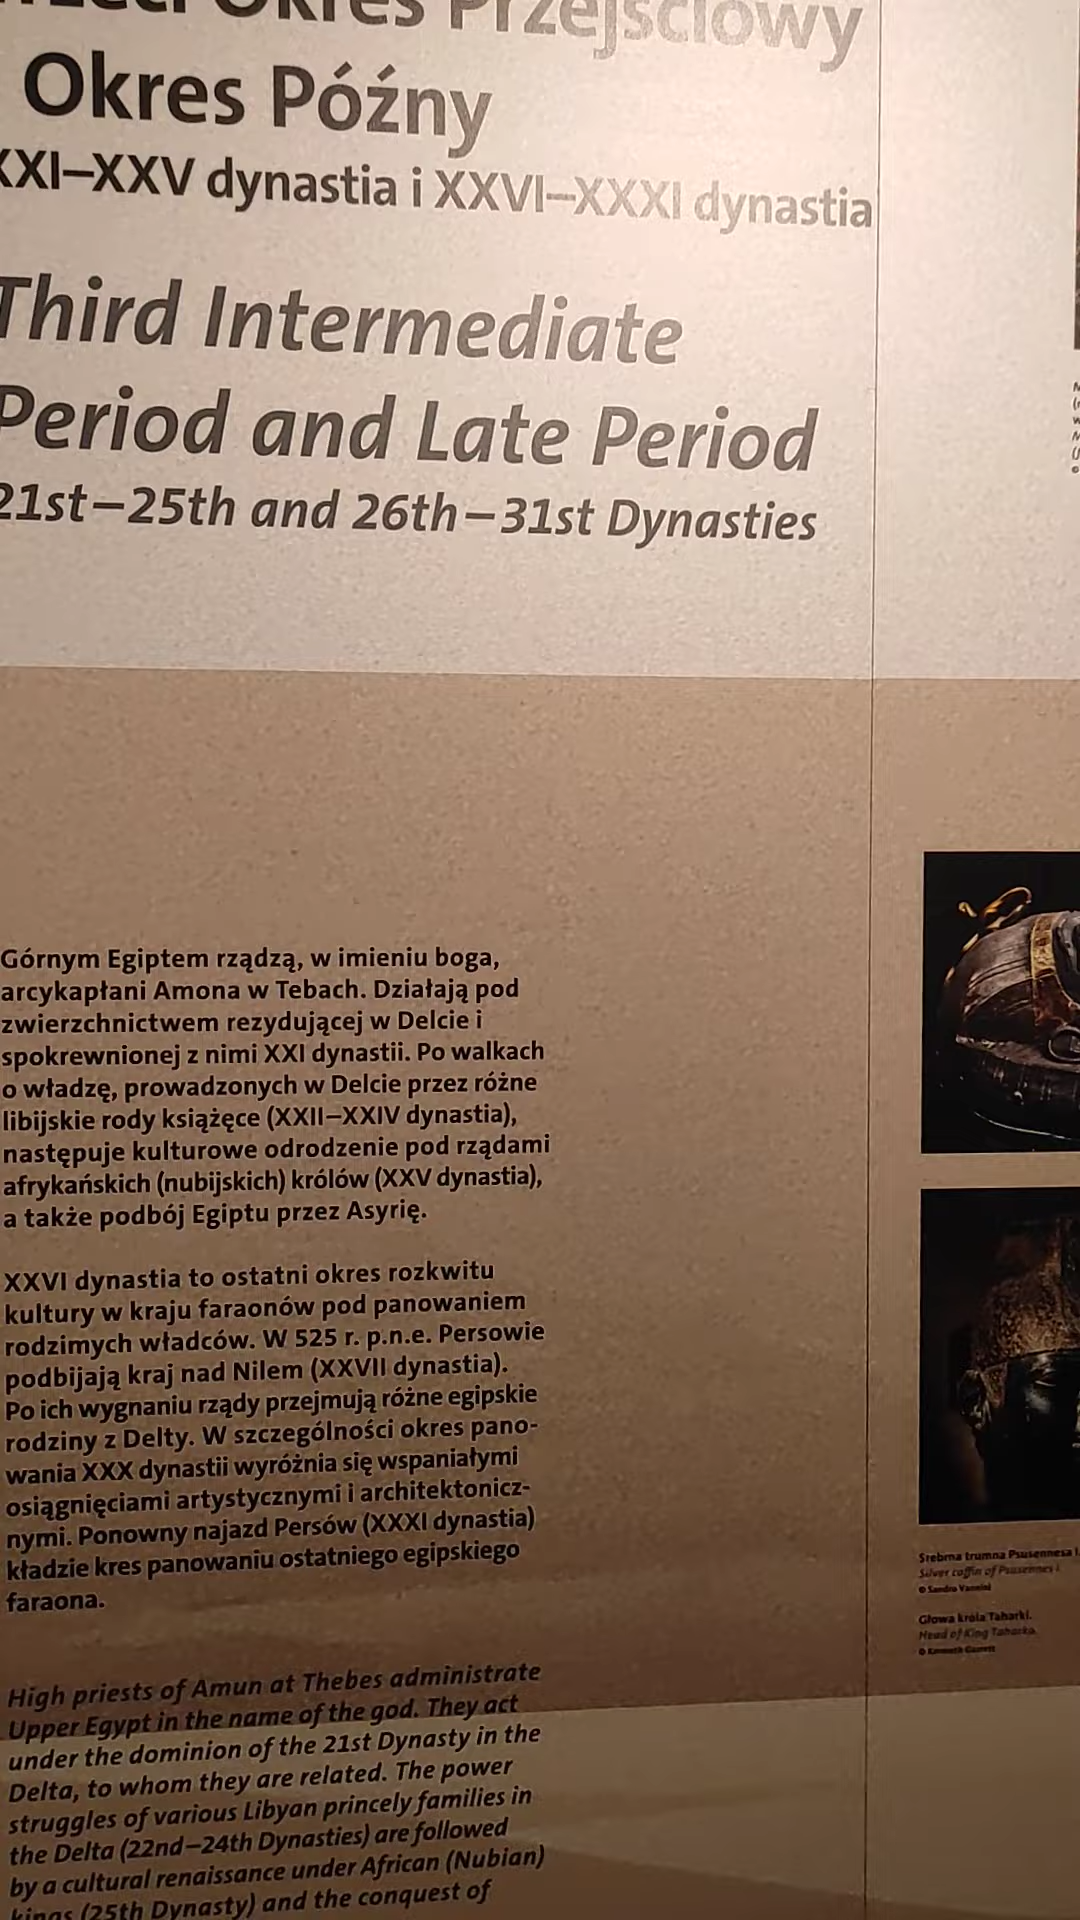 Okres Przejściowy
Okres Późny
XXI–XXV dynastia i XXVI–XXXI dynastia
Third Intermediate
Period and Late Period
21st–25th and 26th–31st Dynasties
Górnym Egiptem rządzą, w imieniu boga,
arcykapłani Amona w Tebach. Działają pod
zwierzchnictwem rezydującej w Delcie i
spokrewnionej z nimi XXI dynastii. Po walkach
o władzę, prowadzonych w Delcie przez różne
libijskie rody książęce (XXII–XXIV dynastia),
następuje kulturowe odrodzenie pod rządami
afrykańskich (nubijskich) królów (XXV dynastia),
a także podbój Egiptu przez Asyrię.
XXVI dynastia to ostatni okres rozkwitu
kultury w kraju faraonów pod panowaniem
rodzimych władców. W 525 r. p.n.e. Persowie
podbijają kraj nad Nilem (XXVII dynastia).
Po ich wygnaniu rządy przejmują różne egipskie
rodziny z Delty. W szczególności okres pano-
wania XXX dynastii wyróżnia się wspaniałymi
osiągnięciami artystycznymi i architektonicz-
nymi. Ponowny najazd Persów (XXXI dynastia)
kładzie kres panowaniu ostatniego egipskiego
faraona.
High priests of Amun at Thebes administrate
Upper Egypt in the name of the god. They act
under the dominion of the 21st Dynasty in the
Delta, to whom they are related. The power
struggles of various Libyan princely families in
the Delta (22nd–24th Dynasties) are followed
by a cultural renaissance under African (Nubian)
kings (25th Dynasty) and the conquest of
Srebrna trumna Psusennesa I.
Silver coffin of Psusennes I.
© Sandro Vannini
Głowa króla Taharki.
Head of King Taharka.
© Kenneth Garrett